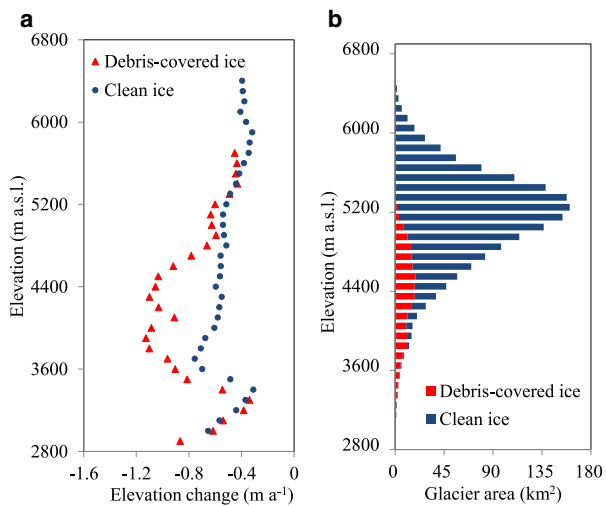 a
6800
6000
5200
4400
3600
2800
Elevation (m a.s.l.)
Debris-covered ice
Clean ice
-1.6
-1.2
-0.8
-0.4
0
Elevation change (m a⁻¹)
b
6800
6000
5200
4400
3600
2800
Elevation (m a.s.l.)
Debris-covered ice
Clean ice
0
45
90
135
180
Glacier area (km²)